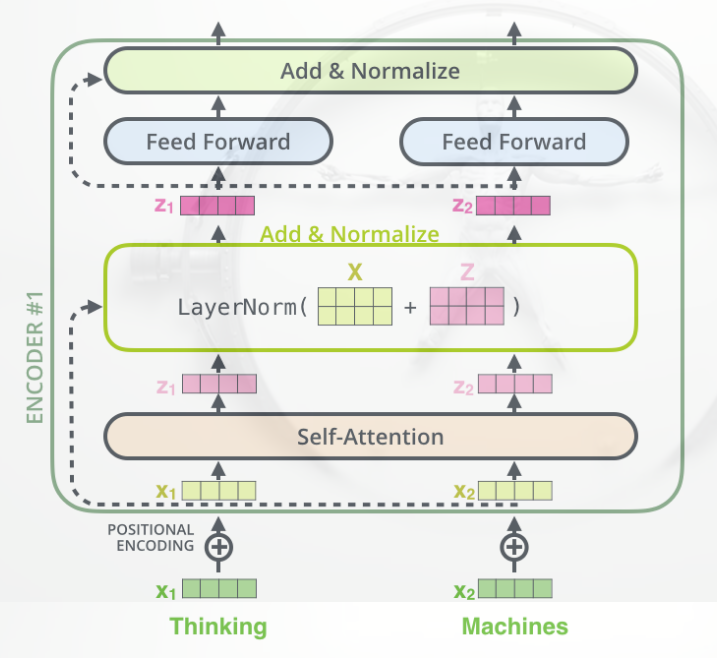 Add & Normalize
Feed Forward
Feed Forward
z1
z2
Add & Normalize
X
Z
LayerNorm(
+
)
ENCODER #1
z1
z2
Self-Attention
x1
x2
POSITIONAL
ENCODING
+
+
x1
x2
Thinking
Machines